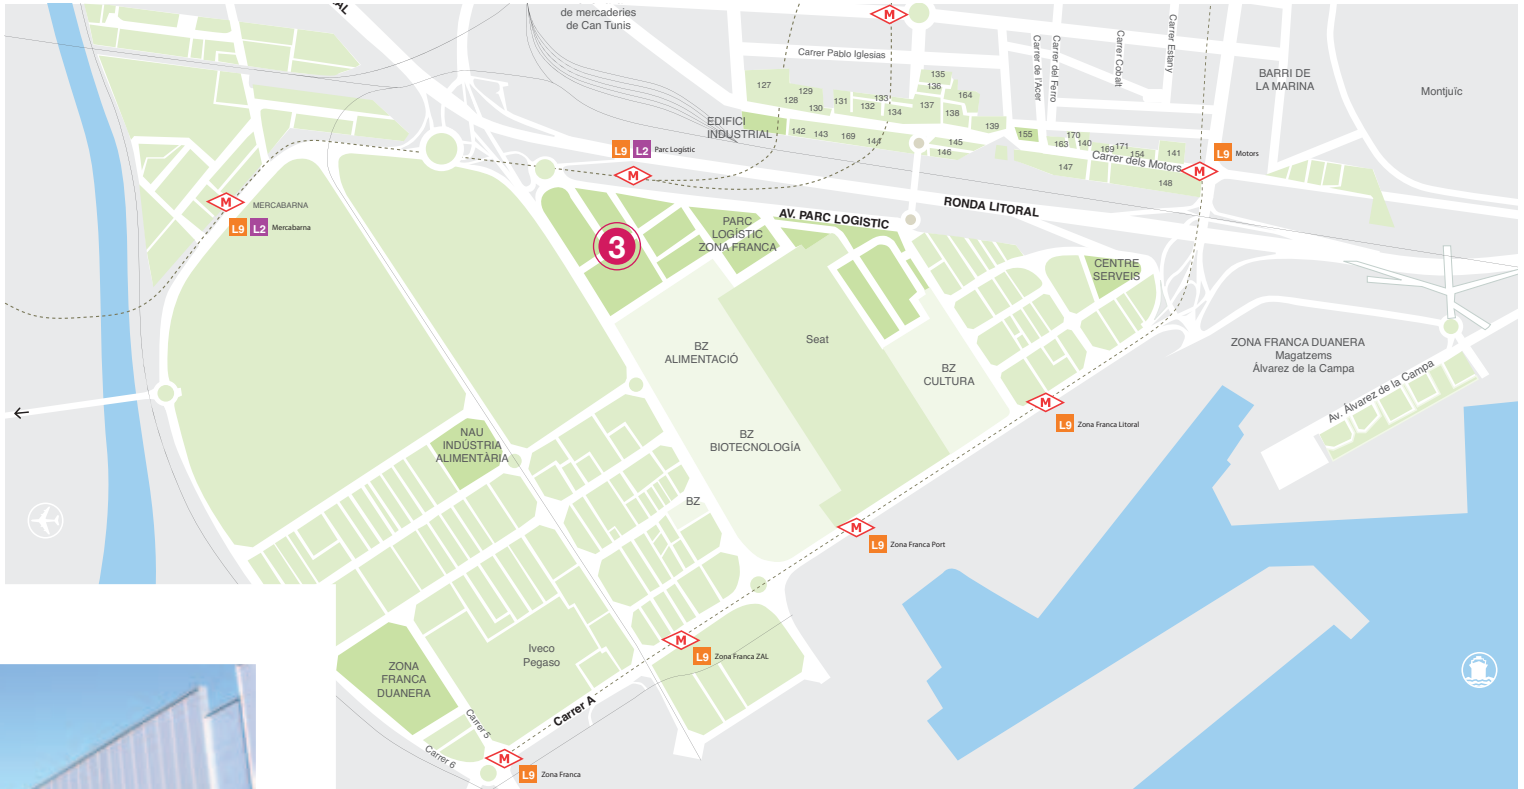 AL
de mercaderies
de Can Tunis
M
Carrer Pablo Iglesias
Carrer de l'Acer
Carrer del Ferro
Carrer Cobalt
Carrer Estany
BARRI DE
LA MARINA
Montjuïc
127
129
128
130
131
132
133
134
135
136
137
138
164
139
EDIFICI
INDUSTRIAL
142
143
169
144
145
146
155
163
170
140
169
171
154
141
147
148
Carrer dels Motors
M
L9
Motors
L9
L2
Parc Logístic
M
M
MERCABARNA
L9
L2
Mercabarna
3
PARC
LOGÍSTIC
ZONA FRANCA
AV. PARC LOGISTIC
RONDA LITORAL
CENTRE
SERVEIS
BZ
ALIMENTACIÓ
Seat
BZ
CULTURA
ZONA FRANCA DUANERA
Magatzems
Álvarez de la Campa
Av. Álvarez de la Campa
M
L9
Zona Franca Litoral
NAU
INDÚSTRIA
ALIMENTÀRIA
BZ
BIOTECNOLOGÍA
BZ
M
L9
Zona Franca Port
Iveco
Pegaso
M
L9
Zona Franca ZAL
ZONA
FRANCA
DUANERA
Carrer A
Carrer 5
Carrer 6
M
L9
Zona Franca